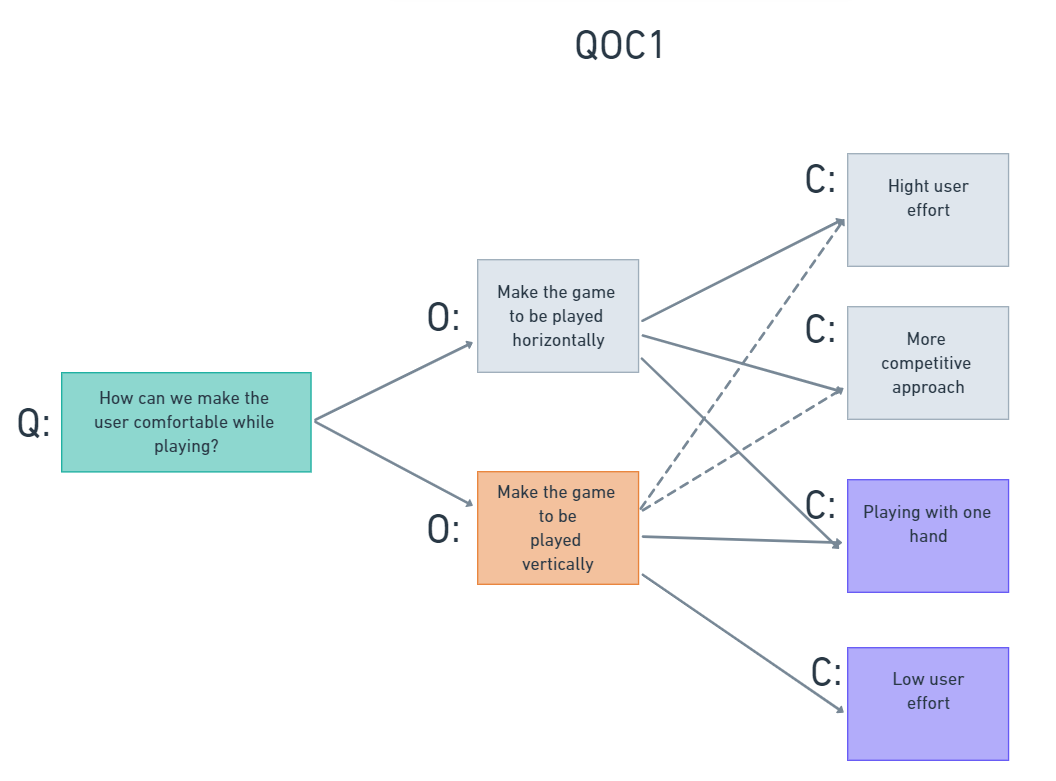 QOC1
Q:
How can we make the
user comfortable while
playing?
O:
Make the game
to be played
horizontally
O:
Make the game
to be
played
vertically
C:
Hight user
effort
C:
More
competitive
approach
C:
Playing with one
hand
C:
Low user
effort